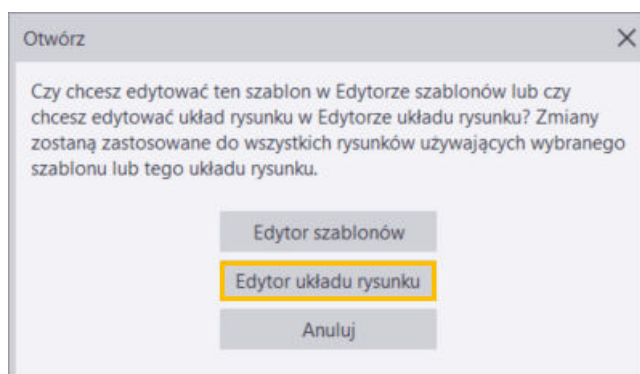 Otwórz
Czy chcesz edytować ten szablon w Edytorze szablonów lub czy
chcesz edytować układ rysunku w Edytorze układu rysunku? Zmiany
zostaną zastosowane do wszystkich rysunków używających wybranego
szablonu lub tego układu rysunku.
Edytor szablonów
Edytor układu rysunku
Anuluj